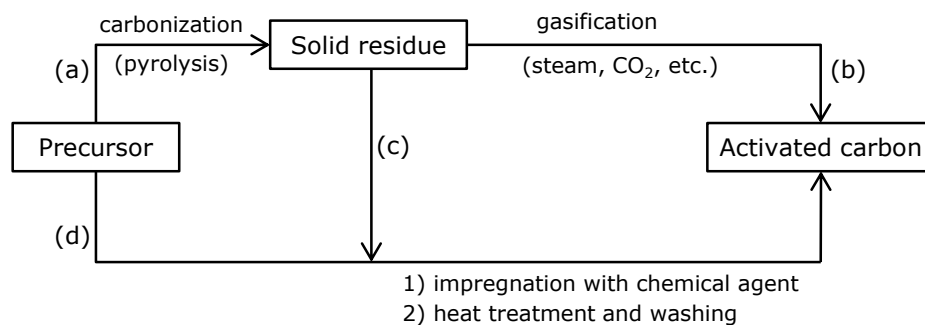 carbonization
(pyrolysis)
(a)
Solid residue
gasification
(steam, CO₂, etc.)
(b)
Precursor
(c)
Activated carbon
(d)
1) impregnation with chemical agent
2) heat treatment and washing